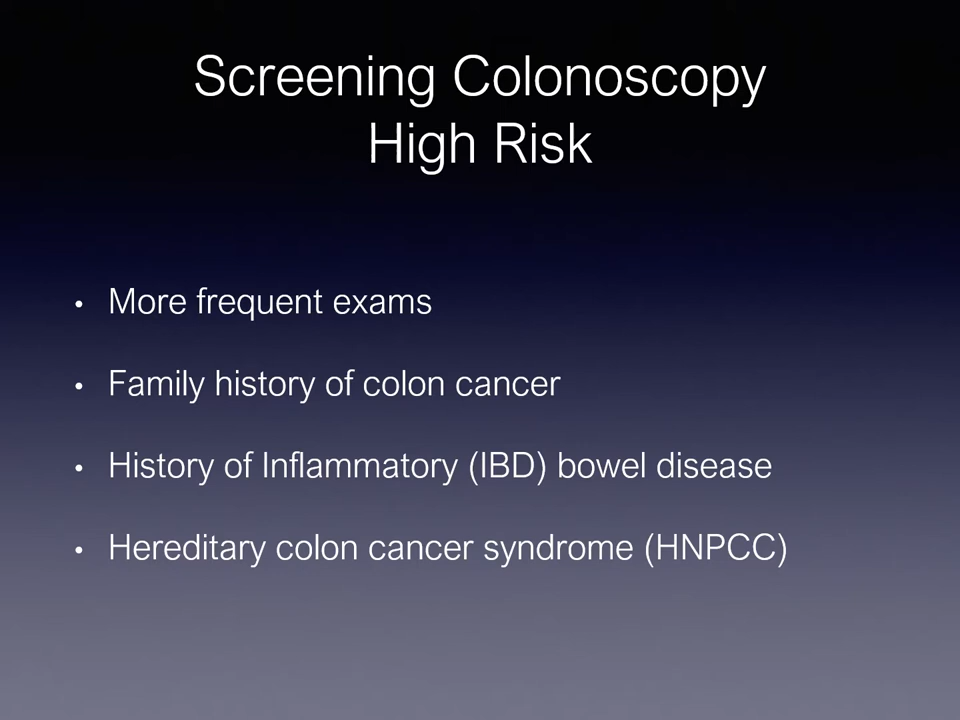 Screening Colonoscopy
High Risk
• More frequent exams
• Family history of colon cancer
• History of Inflammatory (IBD) bowel disease
• Hereditary colon cancer syndrome (HNPCC)